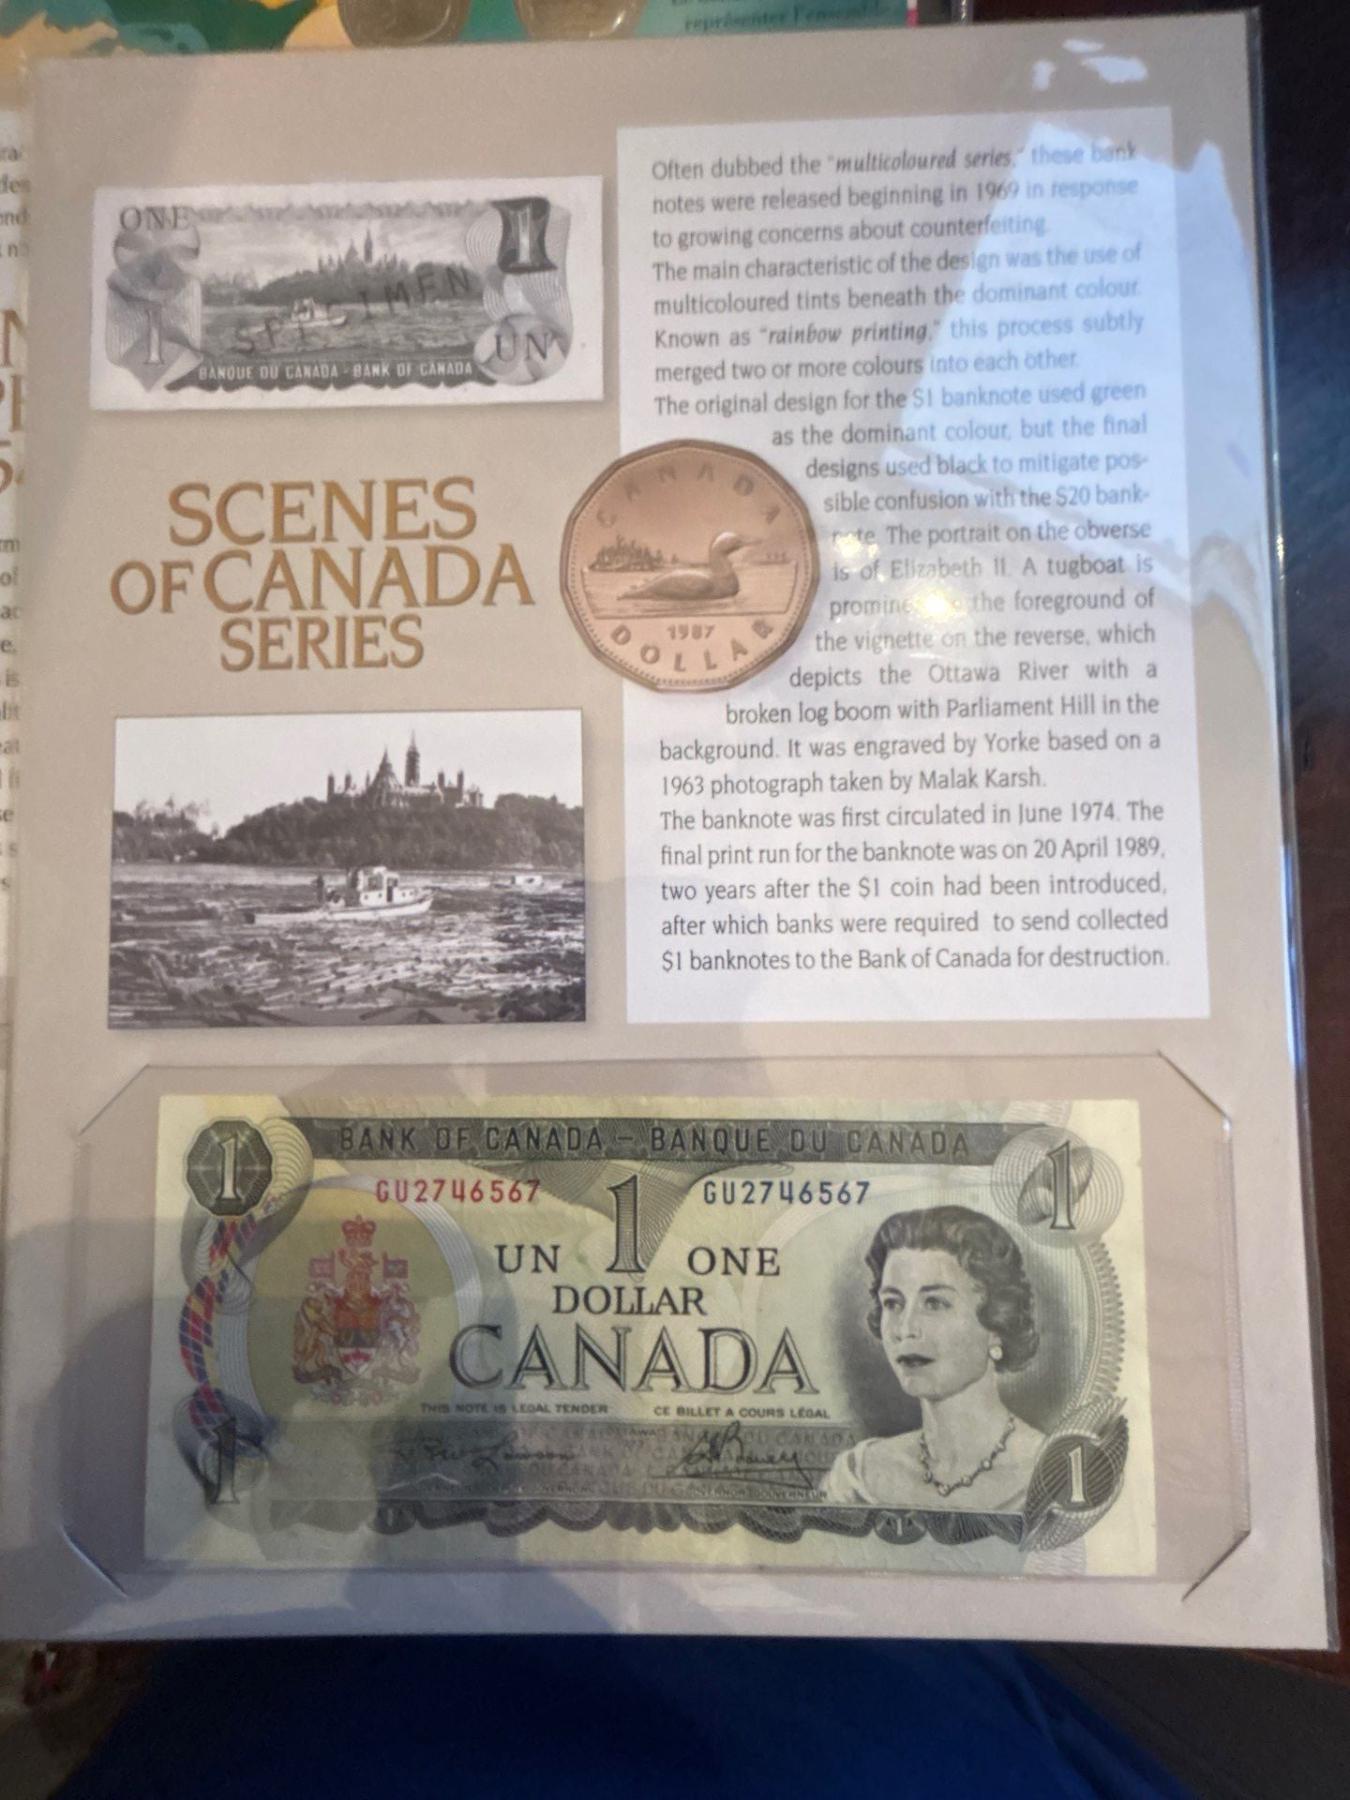 représenter l'ensemble
ONE
1
SPECIMEN
1
UN
BANQUE DU CANADA - BANK OF CANADA
SCENES
OF CANADA
SERIES
Often dubbed the "multicoloured series," these bank
notes were released beginning in 1969 in response
to growing concerns about counterfeiting.
The main characteristic of the design was the use of
multicoloured tints beneath the dominant colour.
Known as "rainbow printing," this process subtly
merged two or more colours into each other.
The original design for the $1 banknote used green
as the dominant colour, but the final
designs used black to mitigate pos-
sible confusion with the $20 bank-
note. The portrait on the obverse
is of Elizabeth II. A tugboat is
the foreground of
the vignette on the reverse, which
depicts the Ottawa River with a
broken log boom with Parliament Hill in the
background. It was engraved by Yorke based on a
1963 photograph taken by Malak Karsh.
The banknote was first circulated in June 1974. The
final print run for the banknote was on 20 April 1989,
two years after the $1 coin had been introduced,
after which banks were required to send collected
$1 banknotes to the Bank of Canada for destruction.
CANADA
1987
DOLLAR
BANK OF CANADA – BANQUE DU CANADA
1
1
GU2746567
1
GU2746567
UN
ONE
DOLLAR
CANADA
THIS NOTE IS LEGAL TENDER
CE BILLET A COURS LÉGAL
1
1